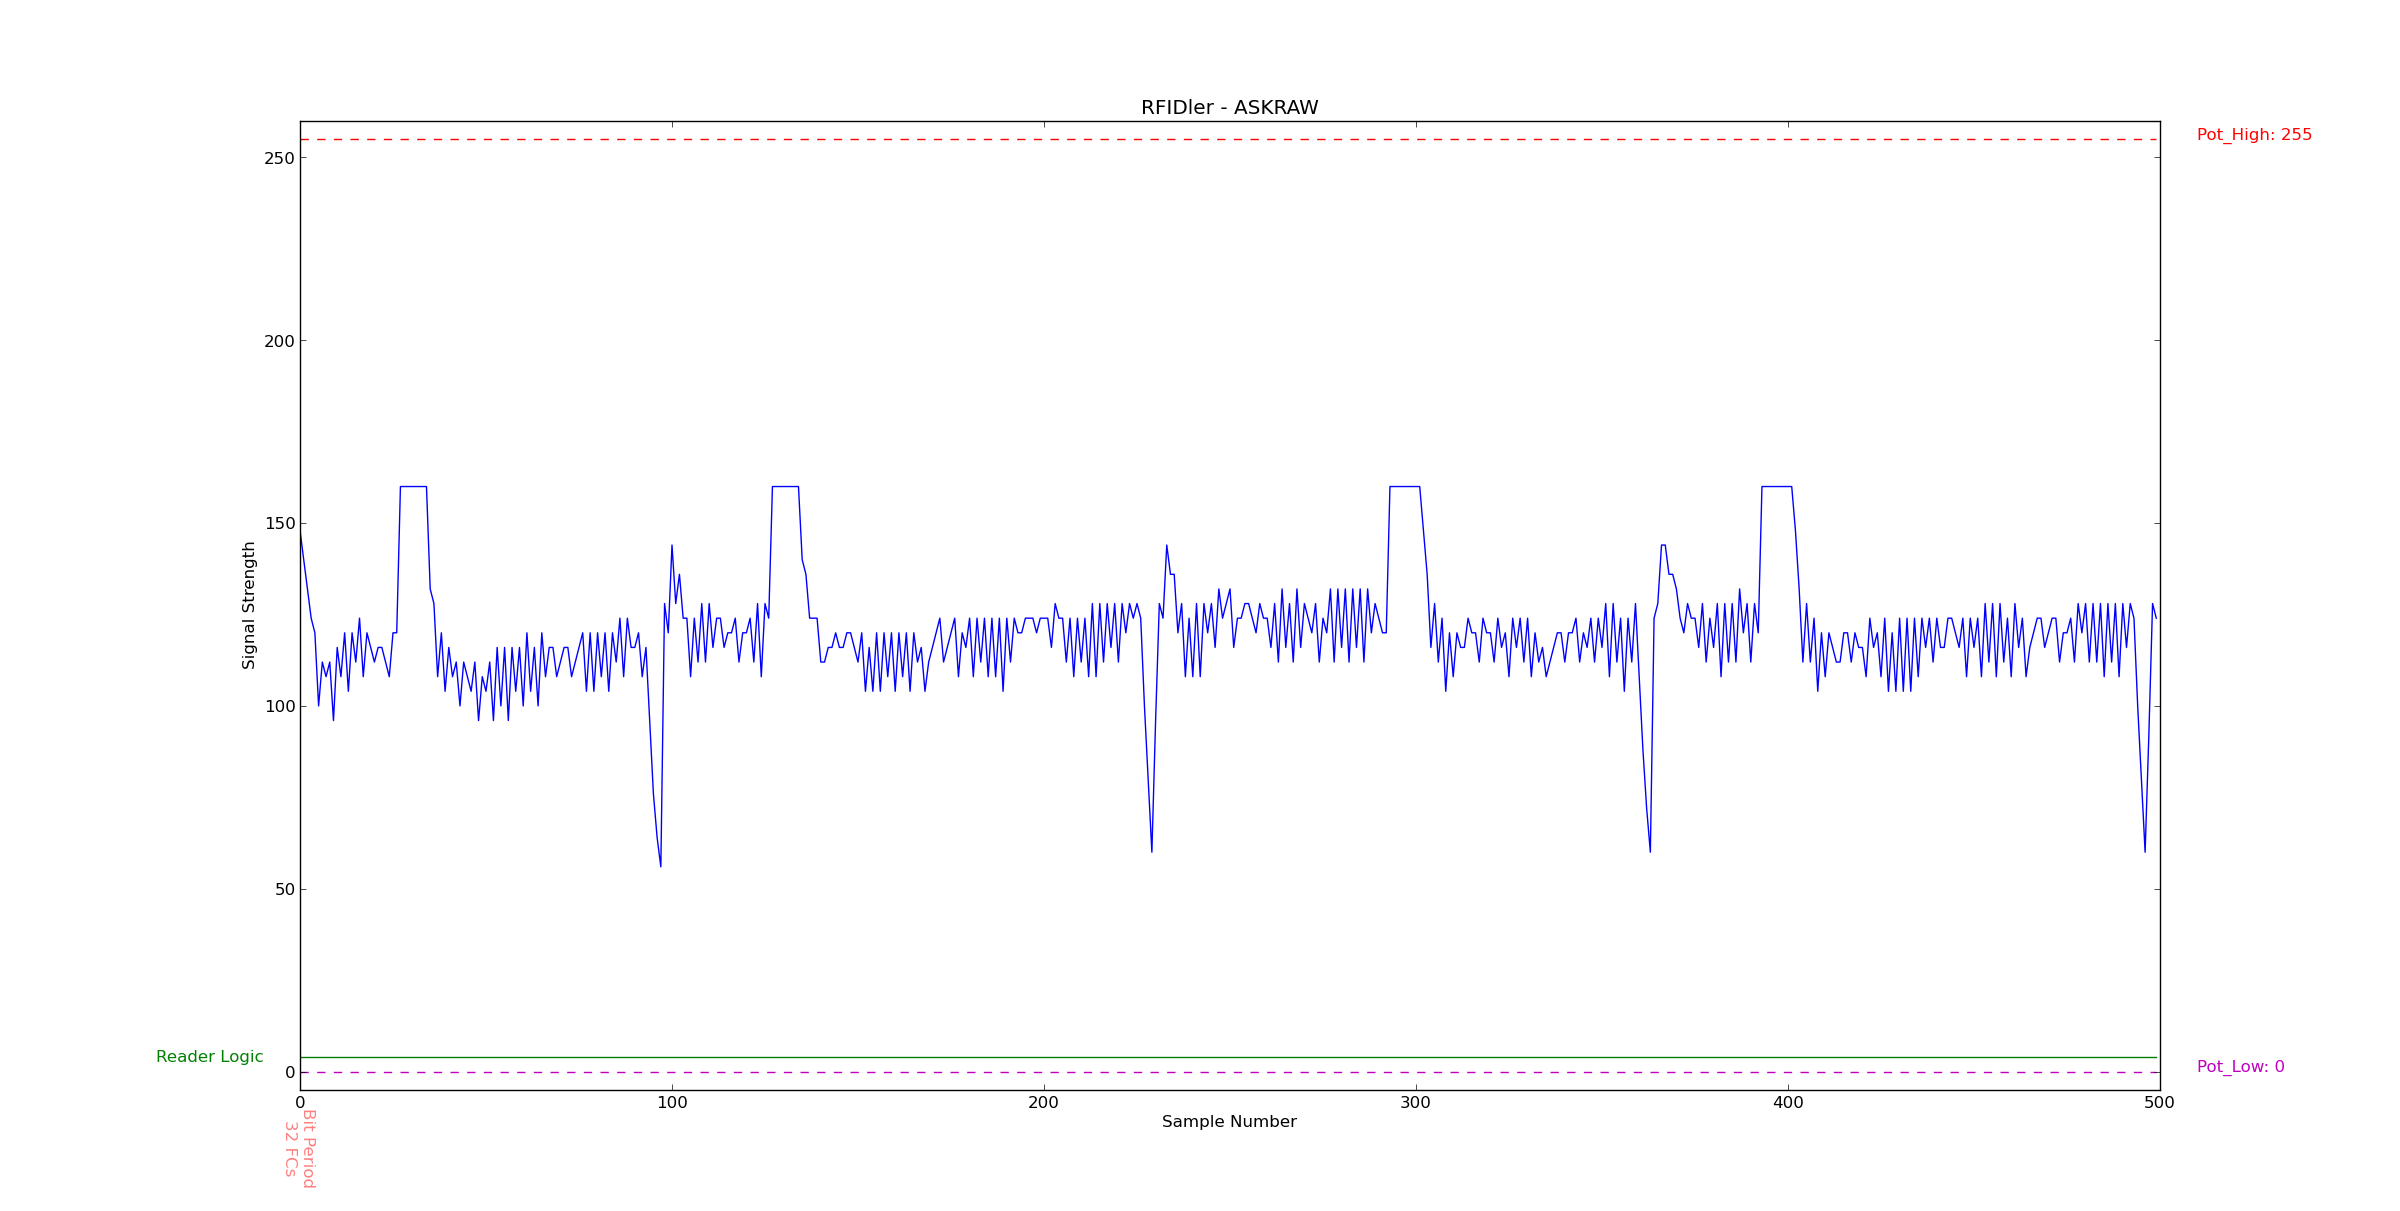 RFIDler - ASKRAW
Pot_High: 255
250
200
150
100
50
0
Signal Strength
Reader Logic
Pot_Low: 0
0
100
200
300
400
500
Sample Number
Bit Period
32 FCs